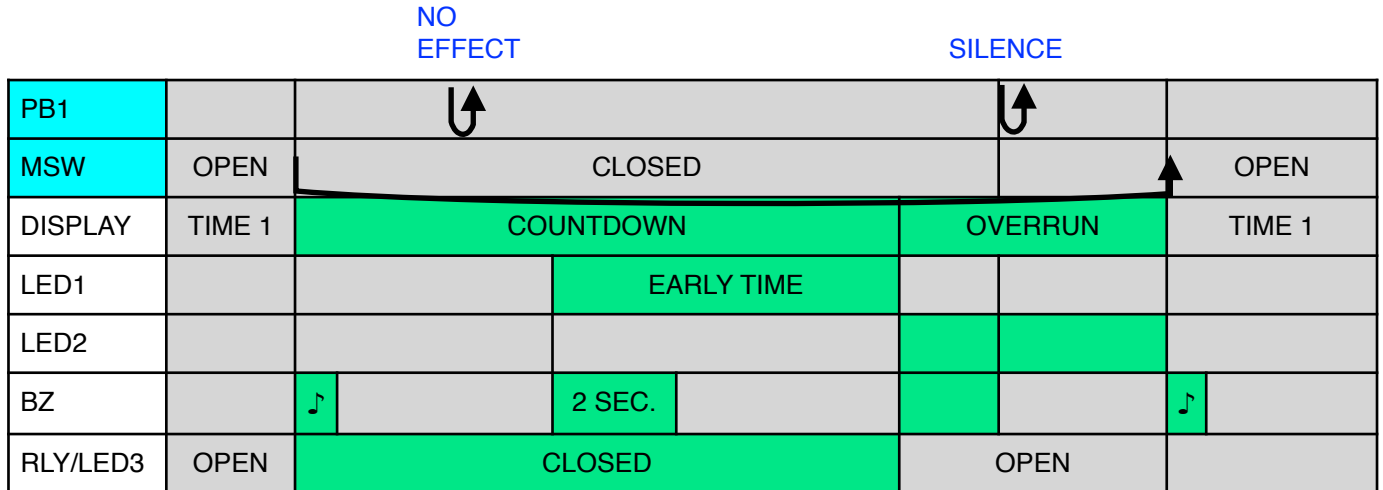 NO
EFFECT
SILENCE
PB1
MSW OPEN CLOSED OPEN
DISPLAY TIME 1 COUNTDOWN OVERRUN TIME 1
LED1 EARLY TIME
LED2
BZ ♪ 2 SEC. ♪
RLY/LED3 OPEN CLOSED OPEN